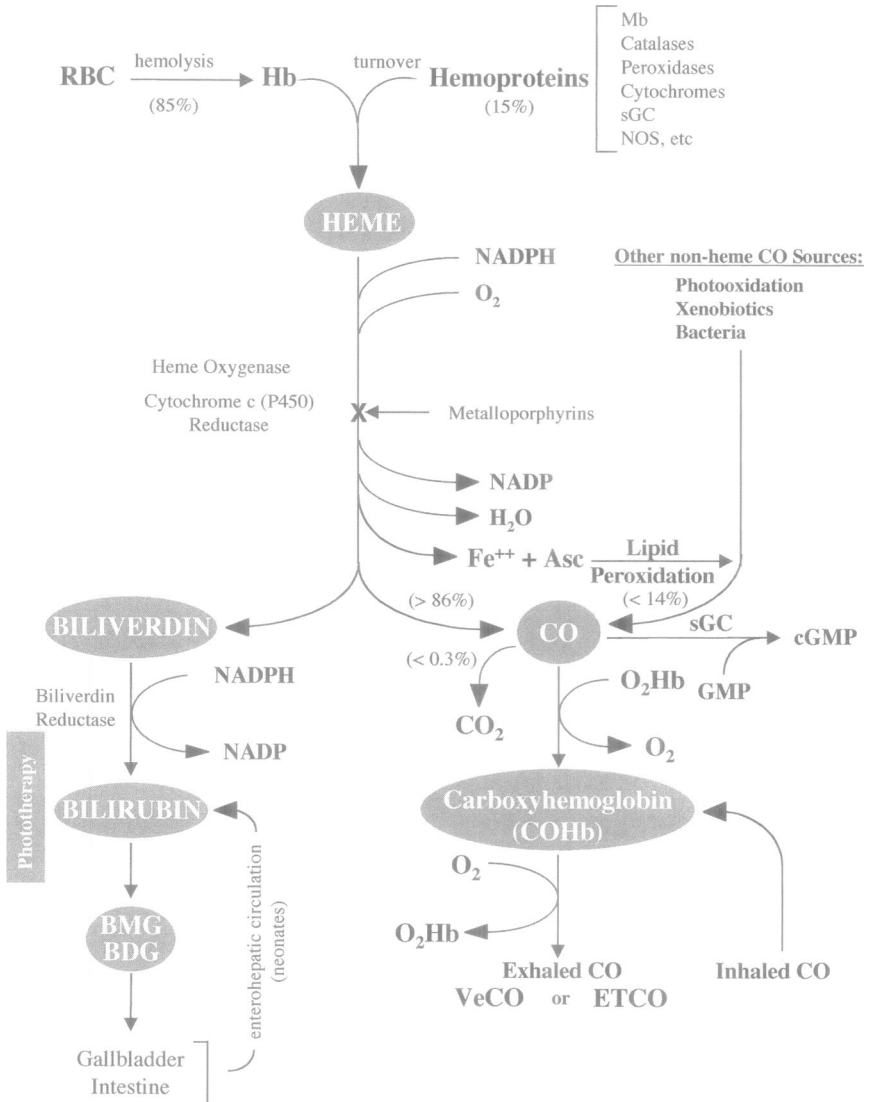 RBC
hemolysis
(85%)
Hb
turnover
Hemoproteins
(15%)
Mb
Catalases
Peroxidases
Cytochromes
sGC
NOS, etc
HEME
NADPH
O₂
Other non-heme CO Sources:
Photooxidation
Xenobiotics
Bacteria
Heme Oxygenase
Cytochrome c (P450)
Reductase
X
Metalloporphyrins
NADP
H₂O
Fe⁺⁺ + Asc
Lipid
Peroxidation
(< 14%)
(> 86%)
BILIVERDIN
CO
sGC
cGMP
GMP
(< 0.3%)
CO₂
O₂Hb
O₂
NADPH
Biliverdin
Reductase
NADP
Phototherapy
BILIRUBIN
Carboxyhemoglobin
(COHb)
O₂
O₂Hb
BMG
BDG
enterohepatic circulation
(neonates)
Exhaled CO
VeCO or ETCO
Inhaled CO
Gallbladder
Intestine